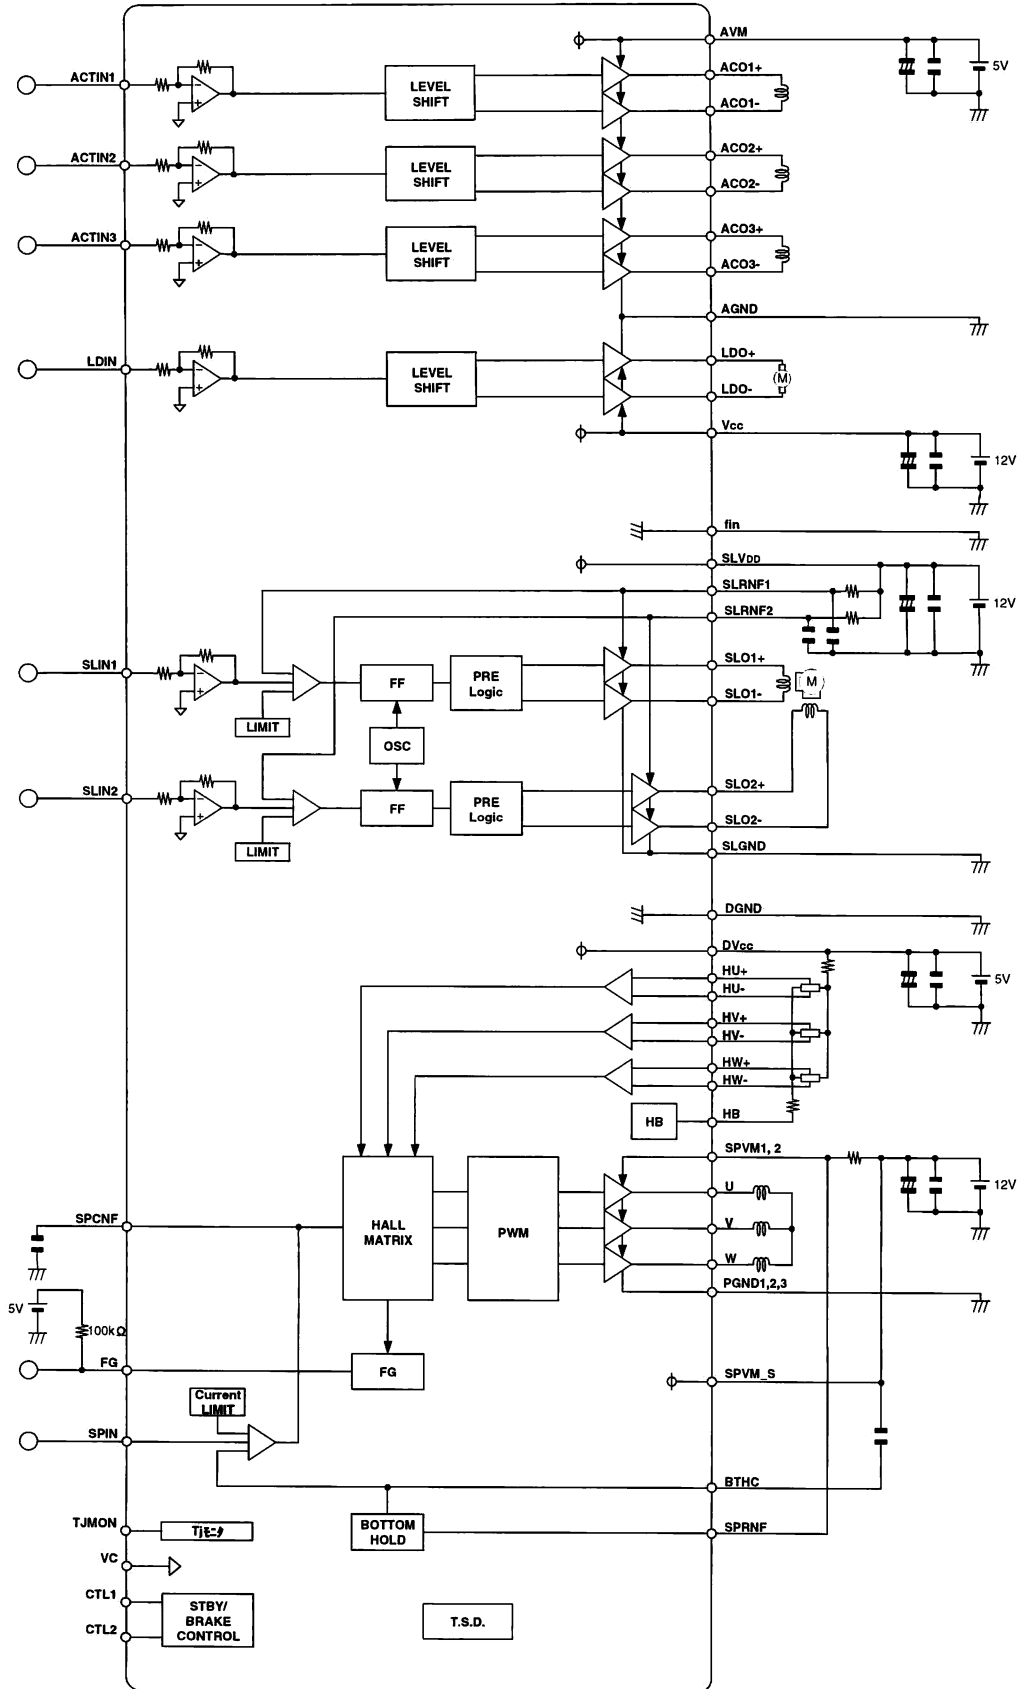 AVM
5V
ACTIN1
LEVEL
SHIFT
ACO1+
ACO1-
ACTIN2
LEVEL
SHIFT
ACO2+
ACO2-
ACTIN3
LEVEL
SHIFT
ACO3+
ACO3-
AGND
LDIN
LEVEL
SHIFT
LDO+
M
LDO-
Vcc
12V
fin
SLVDD
SLRNF1
12V
SLRNF2
SLIN1
FF
PRE
Logic
SLO1+
M
SLO1-
LIMIT
OSC
SLIN2
FF
PRE
Logic
SLO2+
SLO2-
LIMIT
SLGND
DGND
DVcc
5V
HU+
HU-
HV+
HV-
HW+
HW-
HB
HB
SPVM1, 2
12V
SPCNF
HALL
MATRIX
PWM
U
V
W
PGND1,2,3
5V
100kΩ
FG
FG
SPVM_S
Current
LIMIT
SPIN
BTHC
BOTTOM
HOLD
SPRNF
TJMON
Tjモニタ
VC
CTL1
CTL2
STBY/
BRAKE
CONTROL
T.S.D.